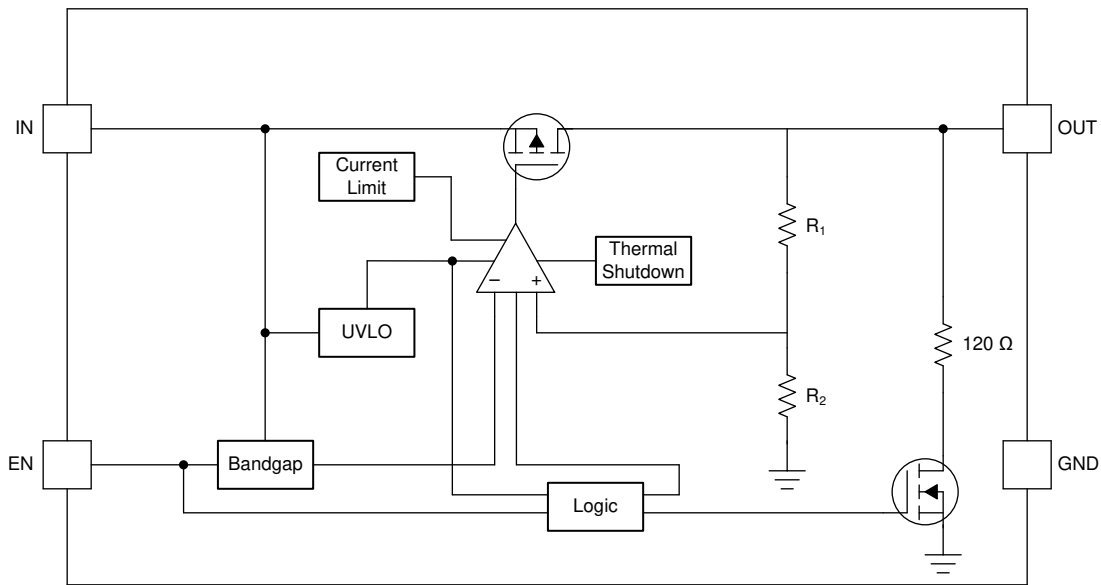 IN
OUT
Current
Limit
R1
Thermal
Shutdown
− +
UVLO
120 Ω
R2
EN
Bandgap
GND
Logic